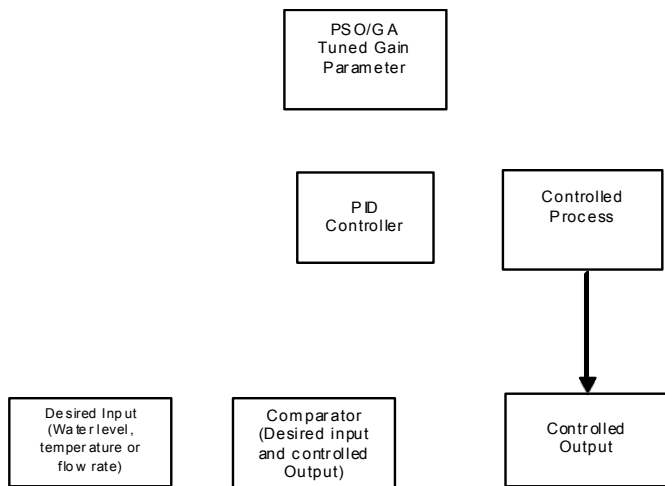 PSO/GA
Tuned Gain
Parameter
PID
Controller
Controlled
Process
Desired Input
(Water level,
temperature or
flow rate)
Comparator
(Desired input
and controlled
Output)
Controlled
Output